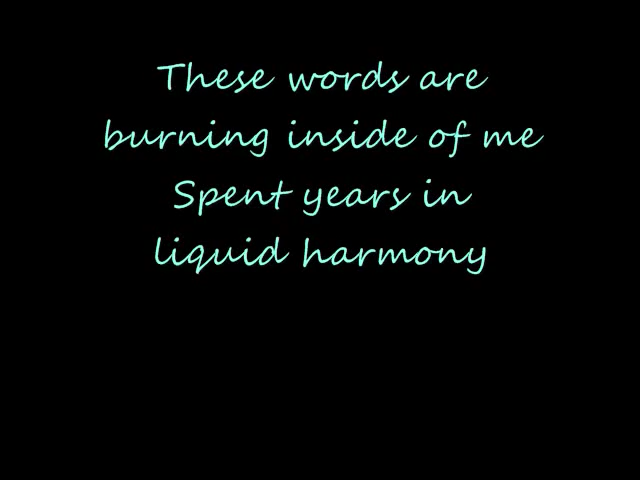 These words are
burning inside of me
Spent years in
liquid harmony